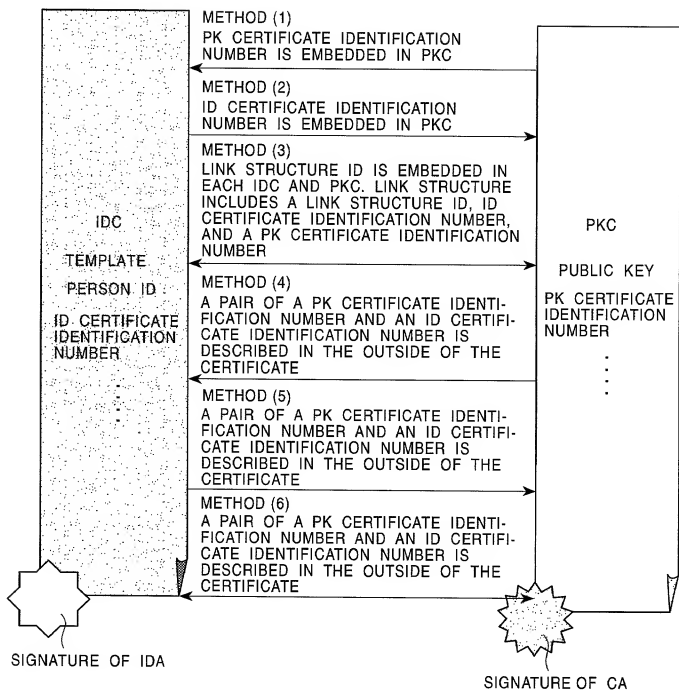 METHOD (1)
PK CERTIFICATE IDENTIFICATION
NUMBER IS EMBEDDED IN PKC
METHOD (2)
ID CERTIFICATE IDENTIFICATION
NUMBER IS EMBEDDED IN PKC
METHOD (3)
LINK STRUCTURE ID IS EMBEDDED IN
EACH IDC AND PKC. LINK STRUCTURE
INCLUDES A LINK STRUCTURE ID, ID
CERTIFICATE IDENTIFICATION NUMBER,
AND A PK CERTIFICATE IDENTIFICATION
NUMBER
METHOD (4)
A PAIR OF A PK CERTIFICATE IDENTI-
FICATION NUMBER AND AN ID CERTIFI-
CATE IDENTIFICATION NUMBER IS
DESCRIBED IN THE OUTSIDE OF THE
CERTIFICATE
METHOD (5)
A PAIR OF A PK CERTIFICATE IDENTI-
FICATION NUMBER AND AN ID CERTIFI-
CATE IDENTIFICATION NUMBER IS
DESCRIBED IN THE OUTSIDE OF THE
CERTIFICATE
METHOD (6)
A PAIR OF A PK CERTIFICATE IDENTI-
FICATION NUMBER AND AN ID CERTIFI-
CATE IDENTIFICATION NUMBER IS
DESCRIBED IN THE OUTSIDE OF THE
CERTIFICATE
IDC
TEMPLATE
PERSON ID
ID CERTIFICATE
IDENTIFICATION
NUMBER
PKC
PUBLIC KEY
PK CERTIFICATE
IDENTIFICATION
NUMBER
SIGNATURE OF IDA
SIGNATURE OF CA